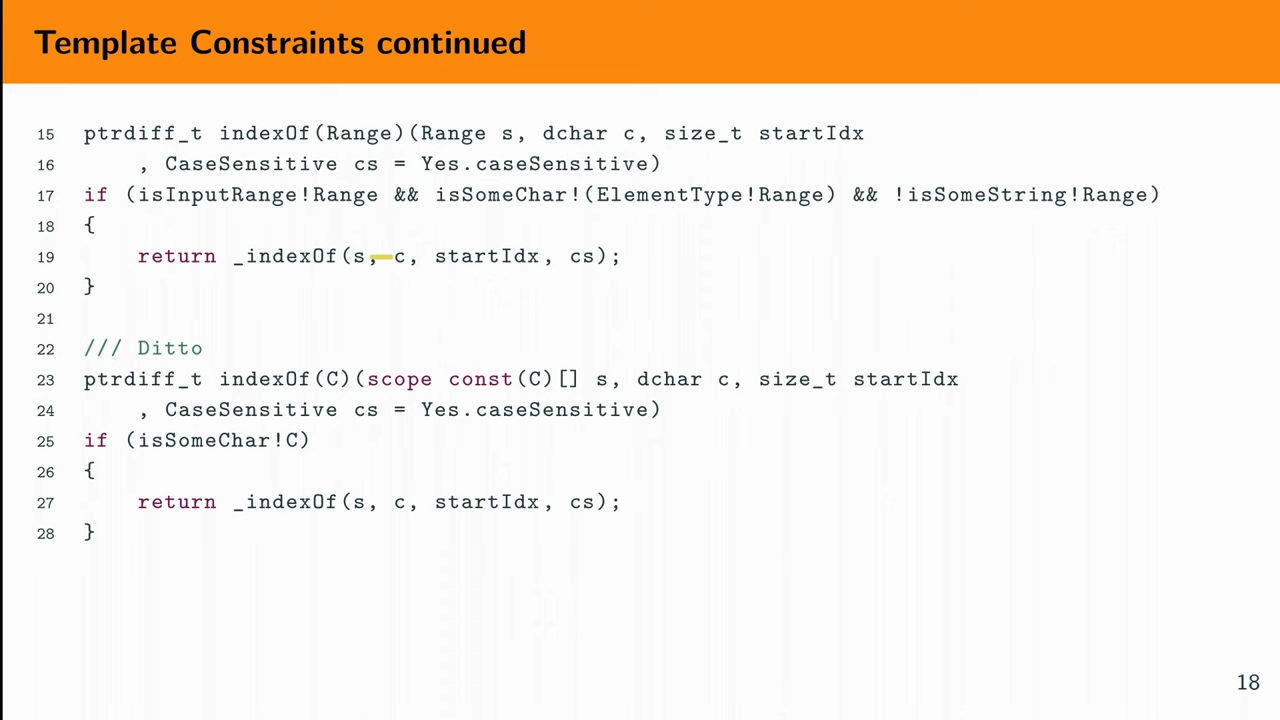 Template Constraints continued
15 ptrdiff_t indexOf(Range)(Range s, dchar c, size_t startIdx
16     , CaseSensitive cs = Yes.caseSensitive)
17 if (isInputRange!Range && isSomeChar!(ElementType!Range) && !isSomeString!Range)
18 {
19     return _indexOf(s, c, startIdx, cs);
20 }
21
22 /// Ditto
23 ptrdiff_t indexOf(C)(scope const(C)[] s, dchar c, size_t startIdx
24     , CaseSensitive cs = Yes.caseSensitive)
25 if (isSomeChar!C)
26 {
27     return _indexOf(s, c, startIdx, cs);
28 }
18